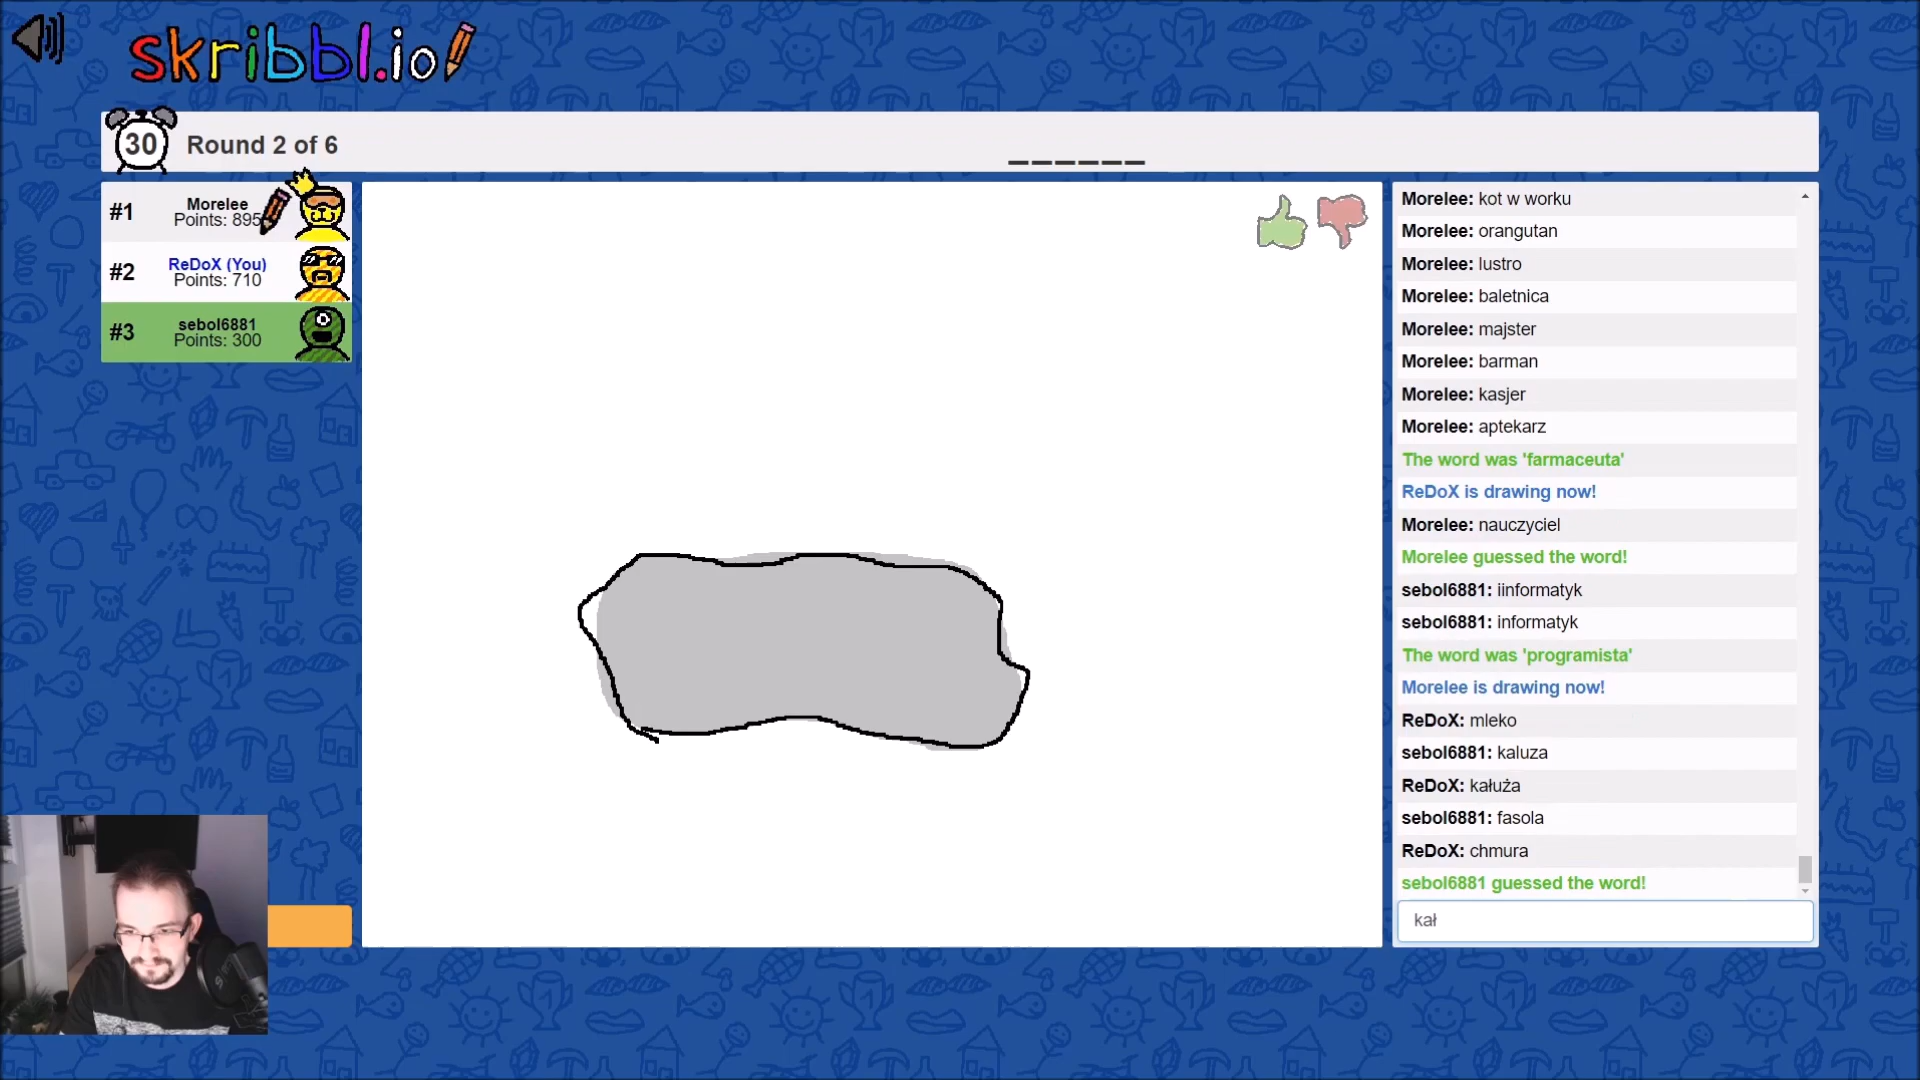 skribbl.io
30
Round 2 of 6
______
#1
Morelee
Points: 895
#2
ReDoX (You)
Points: 710
#3
sebol6881
Points: 300
Morelee: kot w worku
Morelee: orangutan
Morelee: lustro
Morelee: baletnica
Morelee: majster
Morelee: barman
Morelee: kasjer
Morelee: aptekarz
The word was 'farmaceuta'
ReDoX is drawing now!
Morelee: nauczyciel
Morelee guessed the word!
sebol6881: iinformatyk
sebol6881: informatyk
The word was 'programista'
Morelee is drawing now!
ReDoX: mleko
sebol6881: kaluza
ReDoX: kałuża
sebol6881: fasola
ReDoX: chmura
sebol6881 guessed the word!
kał